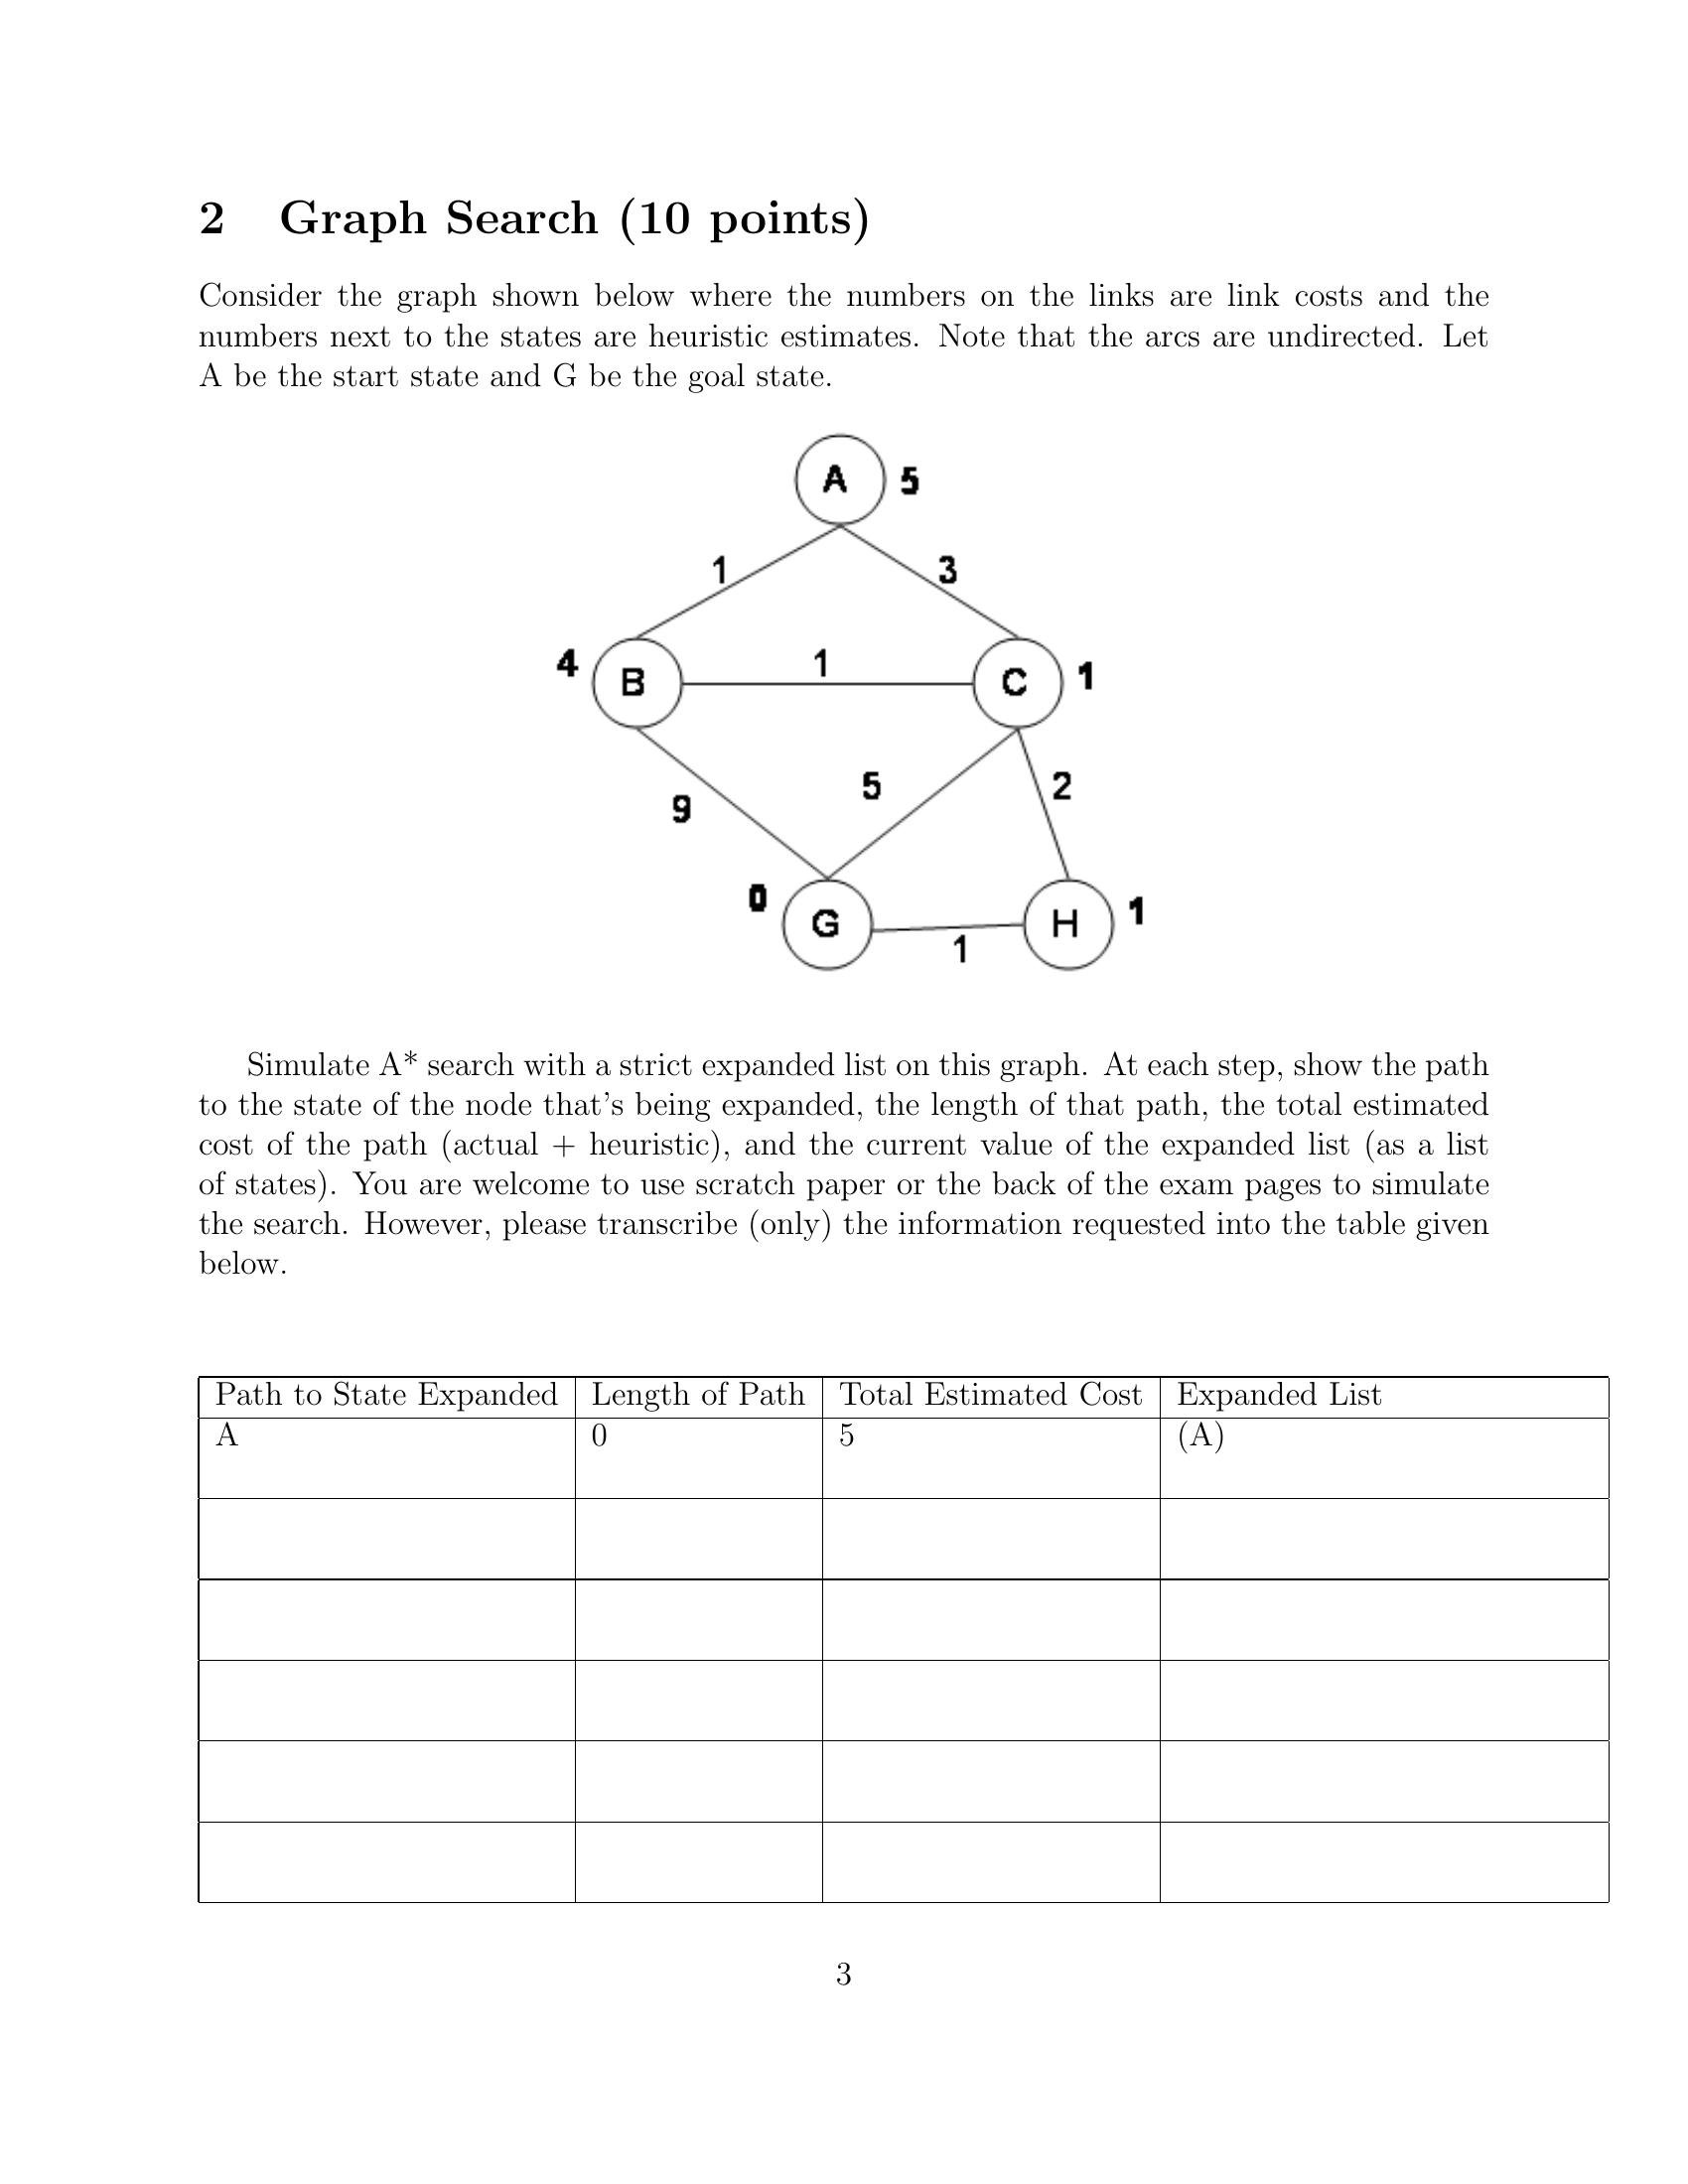 2 Graph Search (10 points)
Consider the graph shown below where the numbers on the links are link costs and the
numbers next to the states are heuristic estimates. Note that the arcs are undirected. Let
A be the start state and G be the goal state.
A 5
1 3
4 B 1 C 1
9 5 2
0 G 1 H 1
Simulate A* search with a strict expanded list on this graph. At each step, show the path
to the state of the node that's being expanded, the length of that path, the total estimated
cost of the path (actual + heuristic), and the current value of the expanded list (as a list
of states). You are welcome to use scratch paper or the back of the exam pages to simulate
the search. However, please transcribe (only) the information requested into the table given
below.
Path to State Expanded Length of Path Total Estimated Cost Expanded List
A 0 5 (A)
3